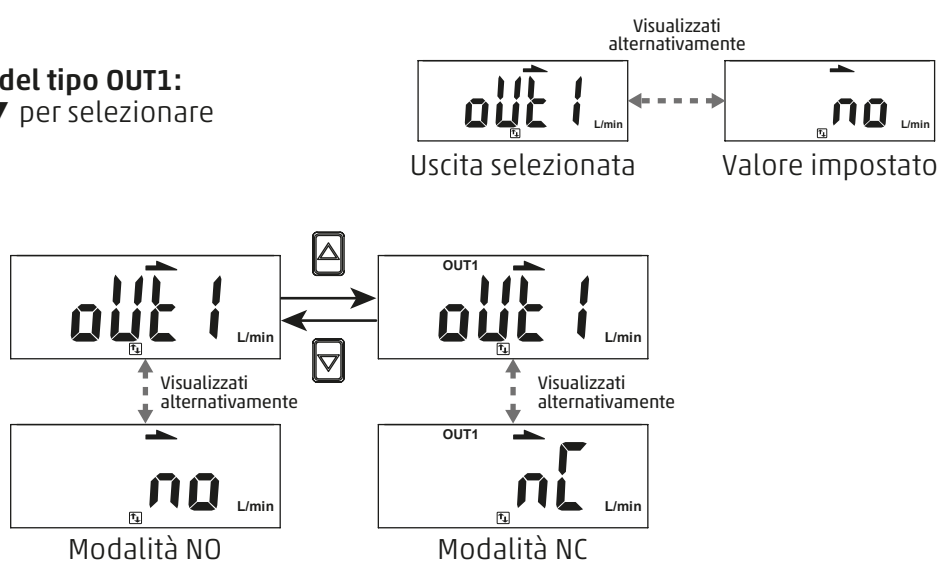 Visualizzati
alternativamente
del tipo OUT1:
▼ per selezionare
oUt1 L/min
no L/min
Uscita selezionata
Valore impostato
oUt1 L/min
OUT1
oUt1 L/min
Visualizzati
alternativamente
Visualizzati
alternativamente
no L/min
OUT1
nC L/min
Modalità NO
Modalità NC